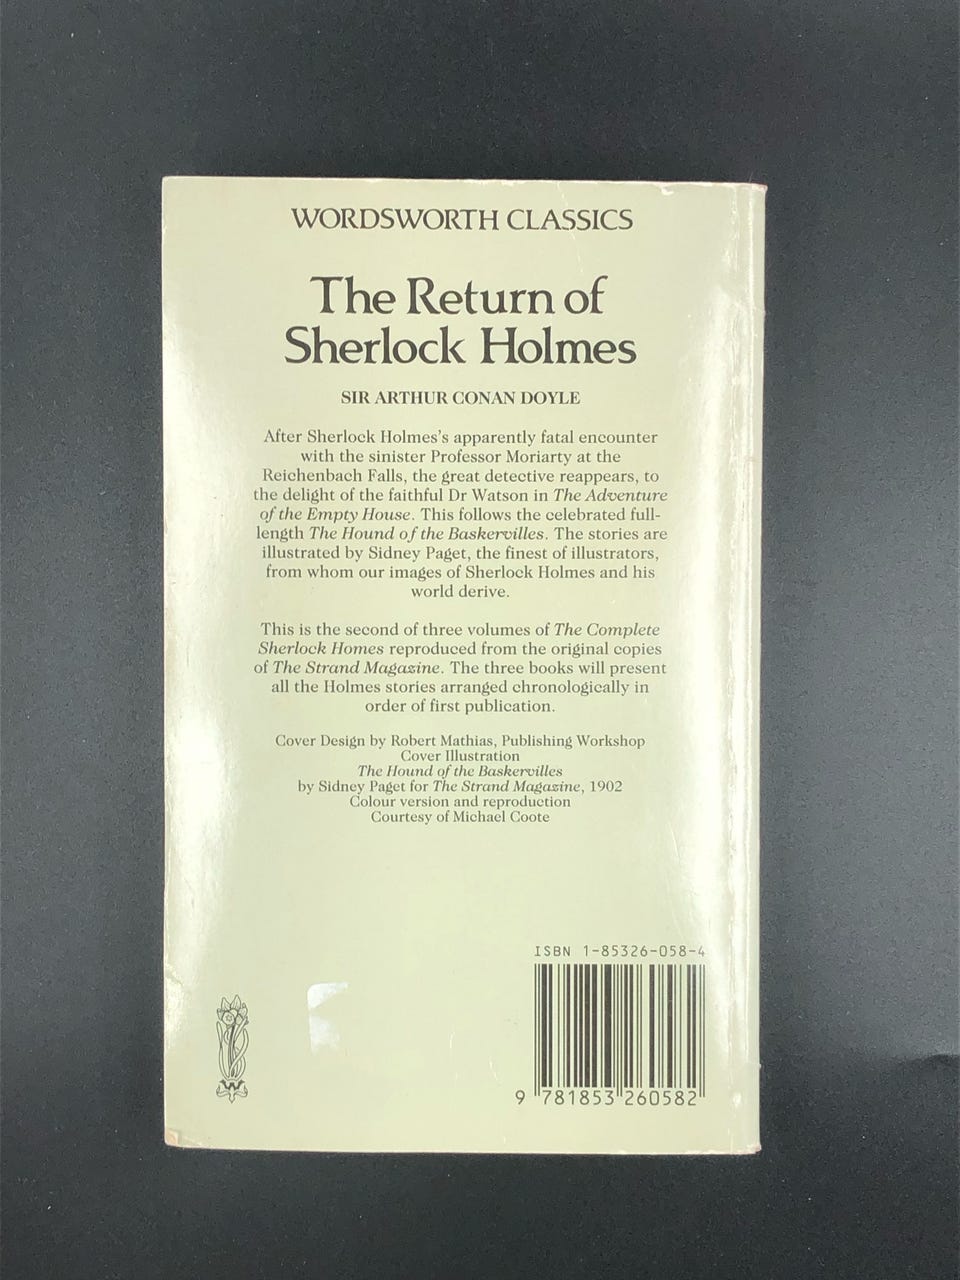 WORDSWORTH CLASSICS
The Return of
Sherlock Holmes
SIR ARTHUR CONAN DOYLE
After Sherlock Holmes's apparently fatal encounter
with the sinister Professor Moriarty at the
Reichenbach Falls, the great detective reappears, to
the delight of the faithful Dr Watson in The Adventure
of the Empty House. This follows the celebrated full-
length The Hound of the Baskervilles. The stories are
illustrated by Sidney Paget, the finest of illustrators,
from whom our images of Sherlock Holmes and his
world derive.
This is the second of three volumes of The Complete
Sherlock Homes reproduced from the original copies
of The Strand Magazine. The three books will present
all the Holmes stories arranged chronologically in
order of first publication.
Cover Design by Robert Mathias, Publishing Workshop
Cover Illustration
The Hound of the Baskervilles
by Sidney Paget for The Strand Magazine, 1902
Colour version and reproduction
Courtesy of Michael Coote
ISBN 1-85326-058-4
9 781853 260582
W